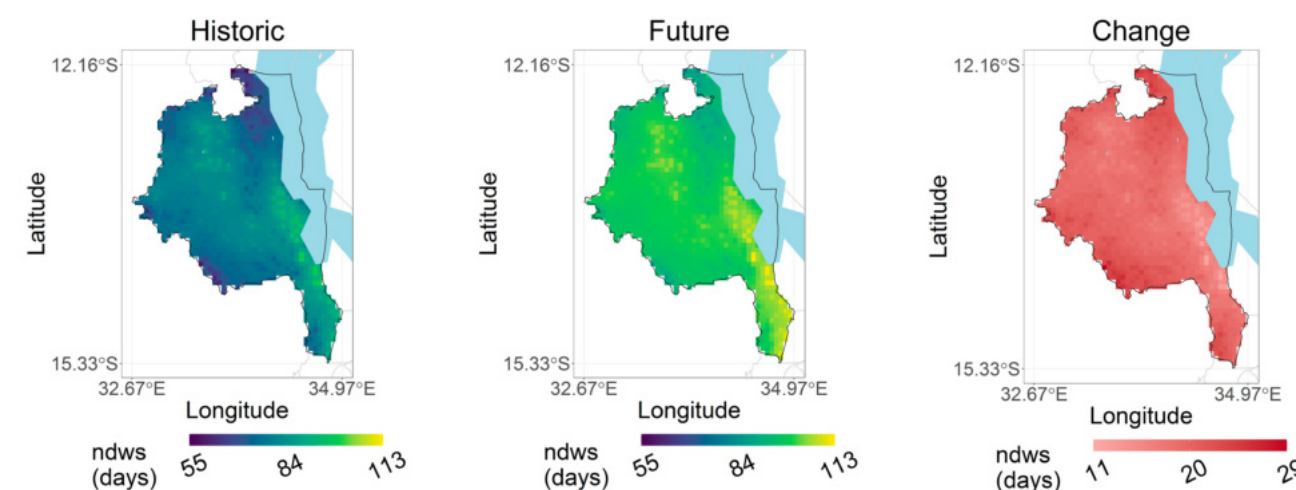 Historic
12.16°S
Latitude
15.33°S
32.67°E 34.97°E
Longitude
ndws
(days)
55 84 113
Future
12.16°S
Latitude
15.33°S
32.67°E 34.97°E
Longitude
ndws
(days)
55 84 113
Change
12.16°S
Latitude
15.33°S
32.67°E 34.97°E
Longitude
ndws
(days)
11 20 29